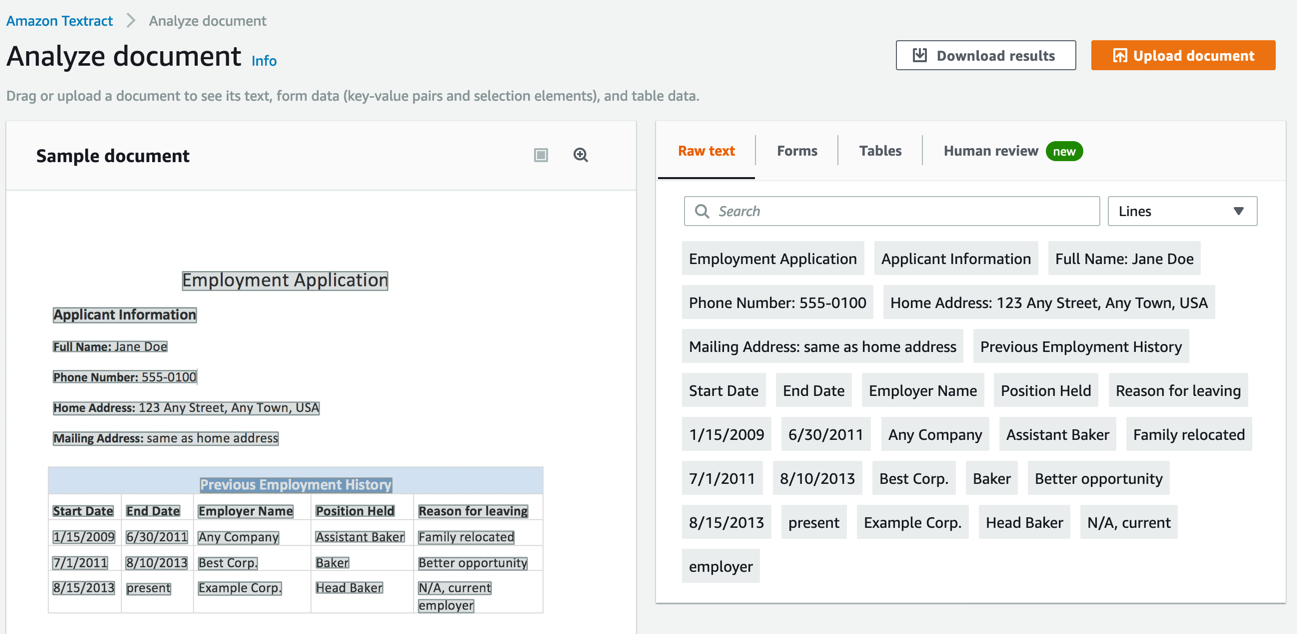 Amazon Textract > Analyze document
Analyze document Info
Download results
Upload document
Drag or upload a document to see its text, form data (key-value pairs and selection elements), and table data.
Sample document
Employment Application
Applicant Information
Full Name: Jane Doe
Phone Number: 555-0100
Home Address: 123 Any Street, Any Town, USA
Mailing Address: same as home address
Previous Employment History
Start Date End Date Employer Name Position Held Reason for leaving
1/15/2009 6/30/2011 Any Company Assistant Baker Family relocated
7/1/2011 8/10/2013 Best Corp. Baker Better opportunity
8/15/2013 present Example Corp. Head Baker N/A, current
employer
Raw text Forms Tables Human review new
Search Lines
Employment Application Applicant Information Full Name: Jane Doe
Phone Number: 555-0100 Home Address: 123 Any Street, Any Town, USA
Mailing Address: same as home address Previous Employment History
Start Date End Date Employer Name Position Held Reason for leaving
1/15/2009 6/30/2011 Any Company Assistant Baker Family relocated
7/1/2011 8/10/2013 Best Corp. Baker Better opportunity
8/15/2013 present Example Corp. Head Baker N/A, current
employer